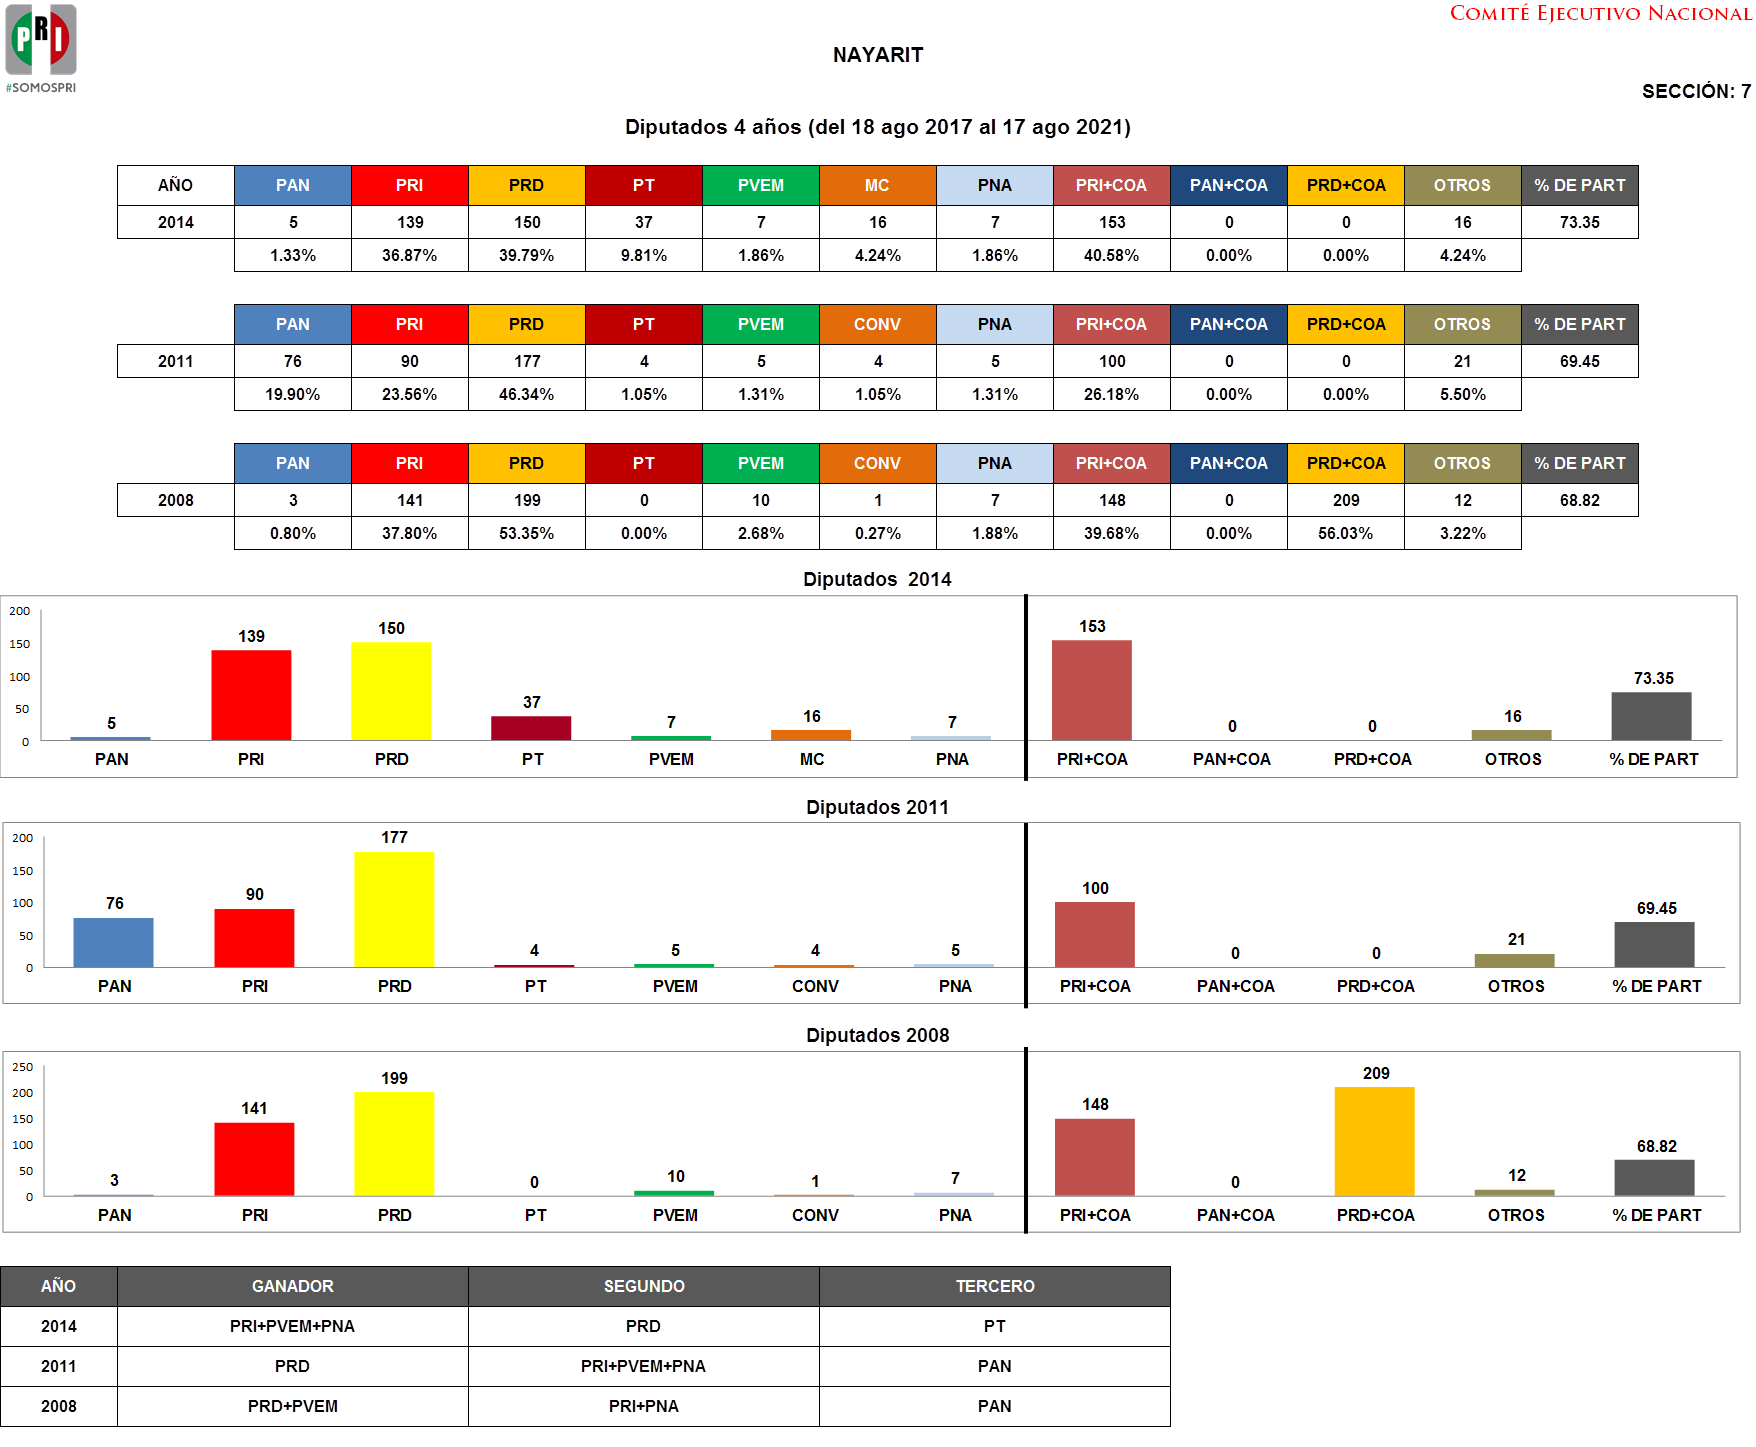 COMITÉ EJECUTIVO NACIONAL
PRI
#SOMOSPRI
NAYARIT
SECCIÓN: 7
Diputados 4 años (del 18 ago 2017 al 17 ago 2021)
AÑO PAN PRI PRD PT PVEM MC PNA PRI+COA PAN+COA PRD+COA OTROS % DE PART
2014 5 139 150 37 7 16 7 153 0 0 16 73.35
1.33% 36.87% 39.79% 9.81% 1.86% 4.24% 1.86% 40.58% 0.00% 0.00% 4.24%
PAN PRI PRD PT PVEM CONV PNA PRI+COA PAN+COA PRD+COA OTROS % DE PART
2011 76 90 177 4 5 4 5 100 0 0 21 69.45
19.90% 23.56% 46.34% 1.05% 1.31% 1.05% 1.31% 26.18% 0.00% 0.00% 5.50%
PAN PRI PRD PT PVEM CONV PNA PRI+COA PAN+COA PRD+COA OTROS % DE PART
2008 3 141 199 0 10 1 7 148 0 209 12 68.82
0.80% 37.80% 53.35% 0.00% 2.68% 0.27% 1.88% 39.68% 0.00% 56.03% 3.22%
Diputados 2014
200
150
100
50
0
5 139 150 37 7 16 7 153 0 0 16 73.35
PAN PRI PRD PT PVEM MC PNA PRI+COA PAN+COA PRD+COA OTROS % DE PART
Diputados 2011
200
150
100
50
0
76 90 177 4 5 4 5 100 0 0 21 69.45
PAN PRI PRD PT PVEM CONV PNA PRI+COA PAN+COA PRD+COA OTROS % DE PART
Diputados 2008
250
200
150
100
50
0
3 141 199 0 10 1 7 148 0 209 12 68.82
PAN PRI PRD PT PVEM CONV PNA PRI+COA PAN+COA PRD+COA OTROS % DE PART
AÑO GANADOR SEGUNDO TERCERO
2014 PRI+PVEM+PNA PRD PT
2011 PRD PRI+PVEM+PNA PAN
2008 PRD+PVEM PRI+PNA PAN